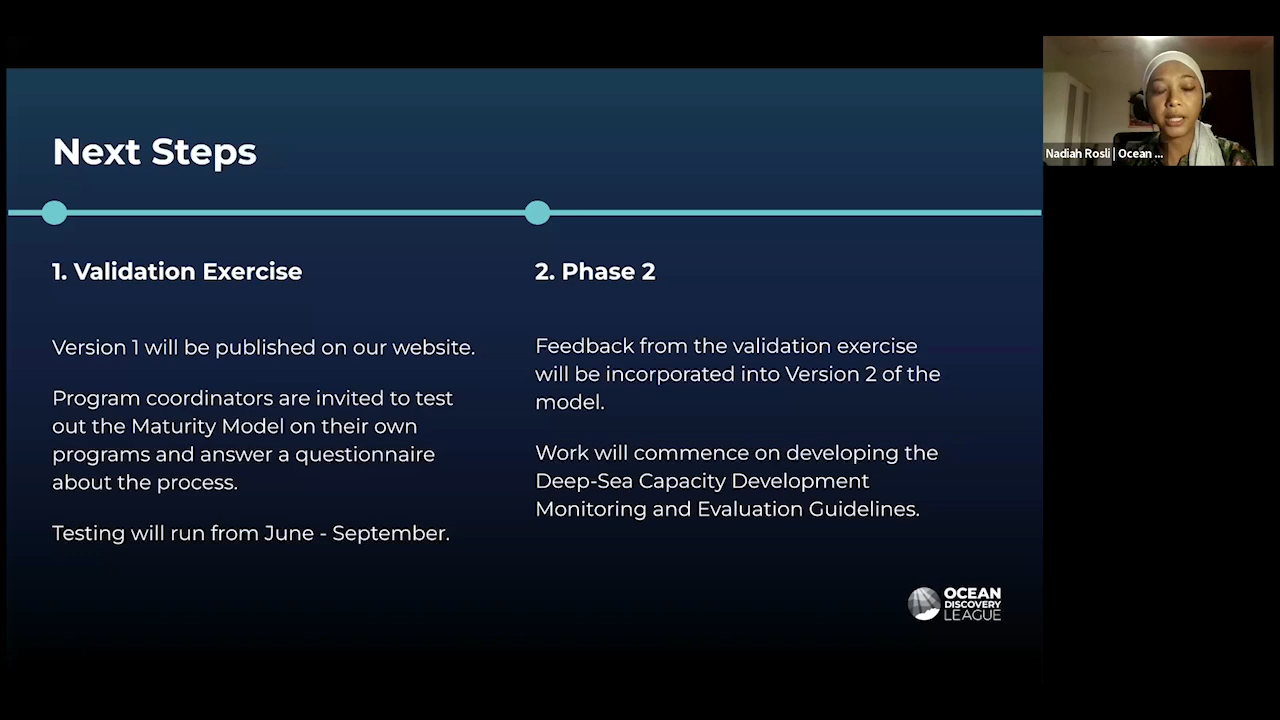 Next Steps
1. Validation Exercise
Version 1 will be published on our website.
Program coordinators are invited to test
out the Maturity Model on their own
programs and answer a questionnaire
about the process.
Testing will run from June - September.
2. Phase 2
Feedback from the validation exercise
will be incorporated into Version 2 of the
model.
Work will commence on developing the
Deep-Sea Capacity Development
Monitoring and Evaluation Guidelines.
OCEAN
DISCOVERY
LEAGUE
Nadiah Rosli | Ocean ...